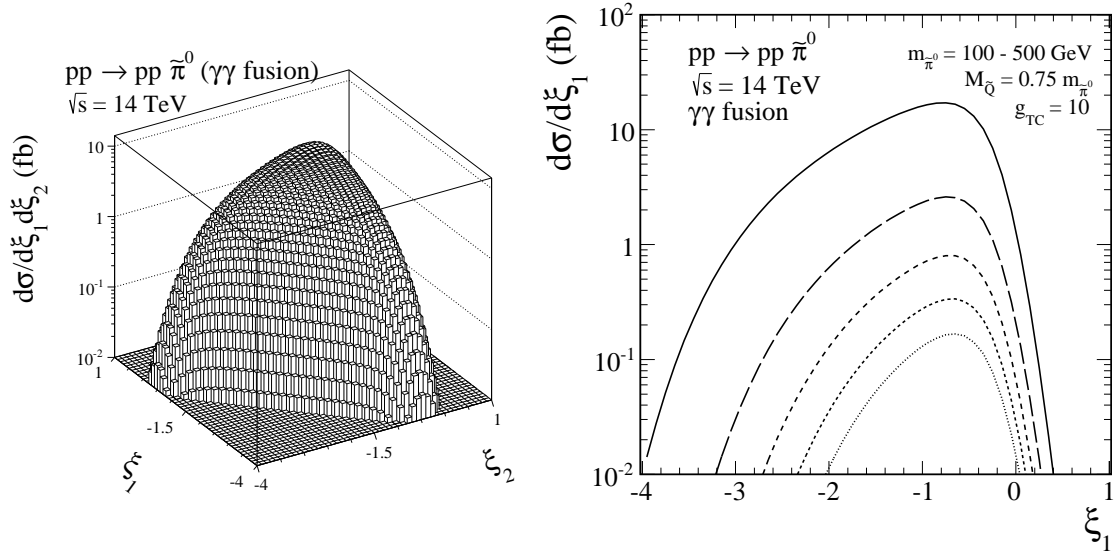 pp → pp π̃⁰ (γγ fusion)
√s = 14 TeV
dσ/dξ₁dξ₂ (fb)
10
1
10⁻¹
10⁻²
1
-1.5
-4
ξ₁
-4
-1.5
1
ξ₂
dσ/dξ₁ (fb)
10²
10
1
10⁻¹
10⁻²
pp → pp π̃⁰
√s = 14 TeV
γγ fusion
m_π̃⁰ = 100 - 500 GeV
M_Q̃ = 0.75 m_π̃⁰
g_TC = 10
-4 -3 -2 -1 0 1
ξ₁